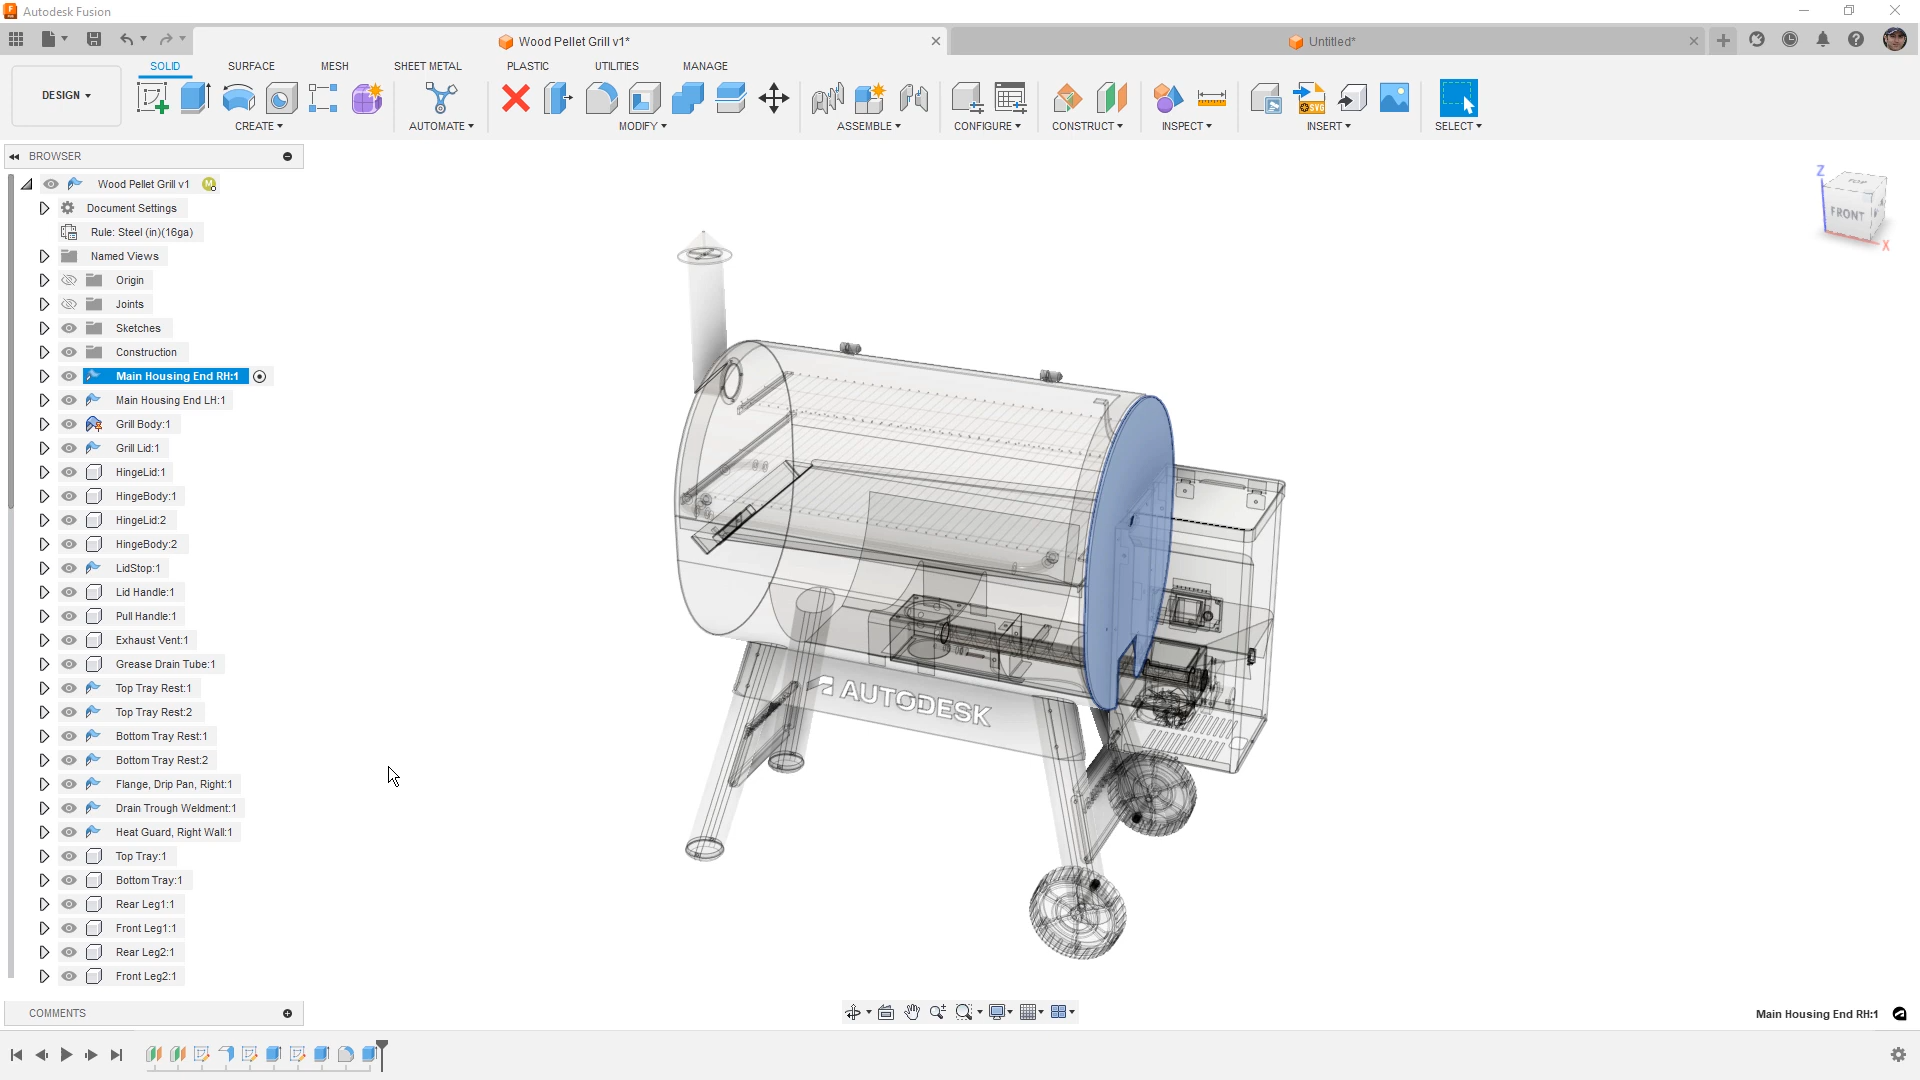 Autodesk Fusion
Wood Pellet Grill v1*
Untitled*
DESIGN
SOLID
SURFACE
MESH
SHEET METAL
PLASTIC
UTILITIES
MANAGE
CREATE
AUTOMATE
MODIFY
ASSEMBLE
CONFIGURE
CONSTRUCT
INSPECT
INSERT
SELECT
BROWSER
Wood Pellet Grill v1
Document Settings
Rule: Steel (in)(16ga)
Named Views
Origin
Joints
Sketches
Construction
Main Housing End RH:1
Main Housing End LH:1
Grill Body:1
Grill Lid:1
HingeLid:1
HingeBody:1
HingeLid:2
HingeBody:2
LidStop:1
Lid Handle:1
Pull Handle:1
Exhaust Vent:1
Grease Drain Tube:1
Top Tray Rest:1
Top Tray Rest:2
Bottom Tray Rest:1
Bottom Tray Rest:2
Flange, Drip Pan, Right:1
Drain Trough Weldment:1
Heat Guard, Right Wall:1
Top Tray:1
Bottom Tray:1
Rear Leg1:1
Front Leg1:1
Rear Leg2:1
Front Leg2:1
AUTODESK
Z
TOP
FRONT
X
COMMENTS
Main Housing End RH:1